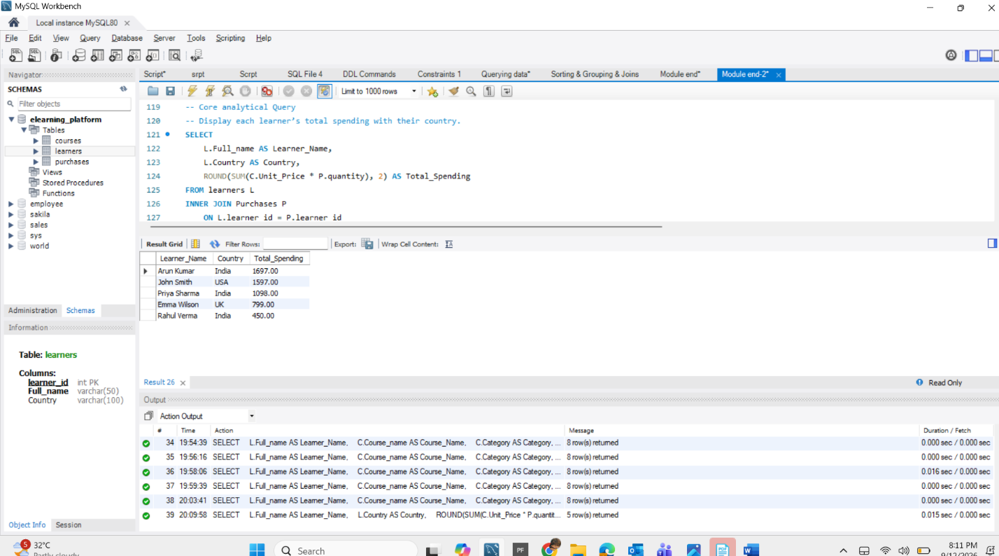 MySQL Workbench
Local instance MySQL80
File Edit View Query Database Server Tools Scripting Help
Navigator
SCHEMAS
Filter objects
elearning_platform
Tables
courses
learners
purchases
Views
Stored Procedures
Functions
employee
sakila
sales
sys
world
Administration Schemas
Information
Table: learners
Columns:
learner_id int PK
Full_name varchar(50)
Country varchar(100)
Object Info Session
Script* srpt Scrpt SQL File 4 DDL Commands Constraints 1 Querying data* Sorting & Grouping & Joins Module end* Module end-2*
Limit to 1000 rows
119 -- Core analytical Query
120 -- Display each learner’s total spending with their country.
121 SELECT
122 L.Full_name AS Learner_Name,
123 L.Country AS Country,
124 ROUND(SUM(C.Unit_Price * P.quantity), 2) AS Total_Spending
125 FROM learners L
126 INNER JOIN Purchases P
127 ON L.learner_id = P.learner_id
Result Grid Filter Rows: Export: Wrap Cell Content:
Learner_Name Country Total_Spending
Arun Kumar India 1697.00
John Smith USA 1597.00
Priya Sharma India 1098.00
Emma Wilson UK 799.00
Rahul Verma India 450.00
Result 26 Read Only
Output
Action Output
# Time Action Message Duration / Fetch
34 19:54:39 SELECT L.Full_name AS Learner_Name, C.Course_name AS Course_Name, C.Category AS Category, ... 8 row(s) returned 0.000 sec / 0.000 sec
35 19:56:16 SELECT L.Full_name AS Learner_Name, C.Course_name AS Course_Name, C.Category AS Category, ... 8 row(s) returned 0.000 sec / 0.000 sec
36 19:58:06 SELECT L.Full_name AS Learner_Name, C.Course_name AS Course_Name, C.Category AS Category, ... 8 row(s) returned 0.016 sec / 0.000 sec
37 19:59:39 SELECT L.Full_name AS Learner_Name, C.Course_name AS Course_Name, C.Category AS Category, ... 8 row(s) returned 0.000 sec / 0.000 sec
38 20:03:41 SELECT L.Full_name AS Learner_Name, C.Course_name AS Course_Name, C.Category AS Category, ... 8 row(s) returned 0.000 sec / 0.000 sec
39 20:09:58 SELECT L.Full_name AS Learner_Name, L.Country AS Country, ROUND(SUM(C.Unit_Price * P.quantit... 5 row(s) returned 0.015 sec / 0.000 sec
5 32°C
Partly cloudy
Search
PF
8:11 PM
9/12/2026